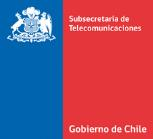 Subsecretaría de
Telecomunicaciones
Gobierno de Chile